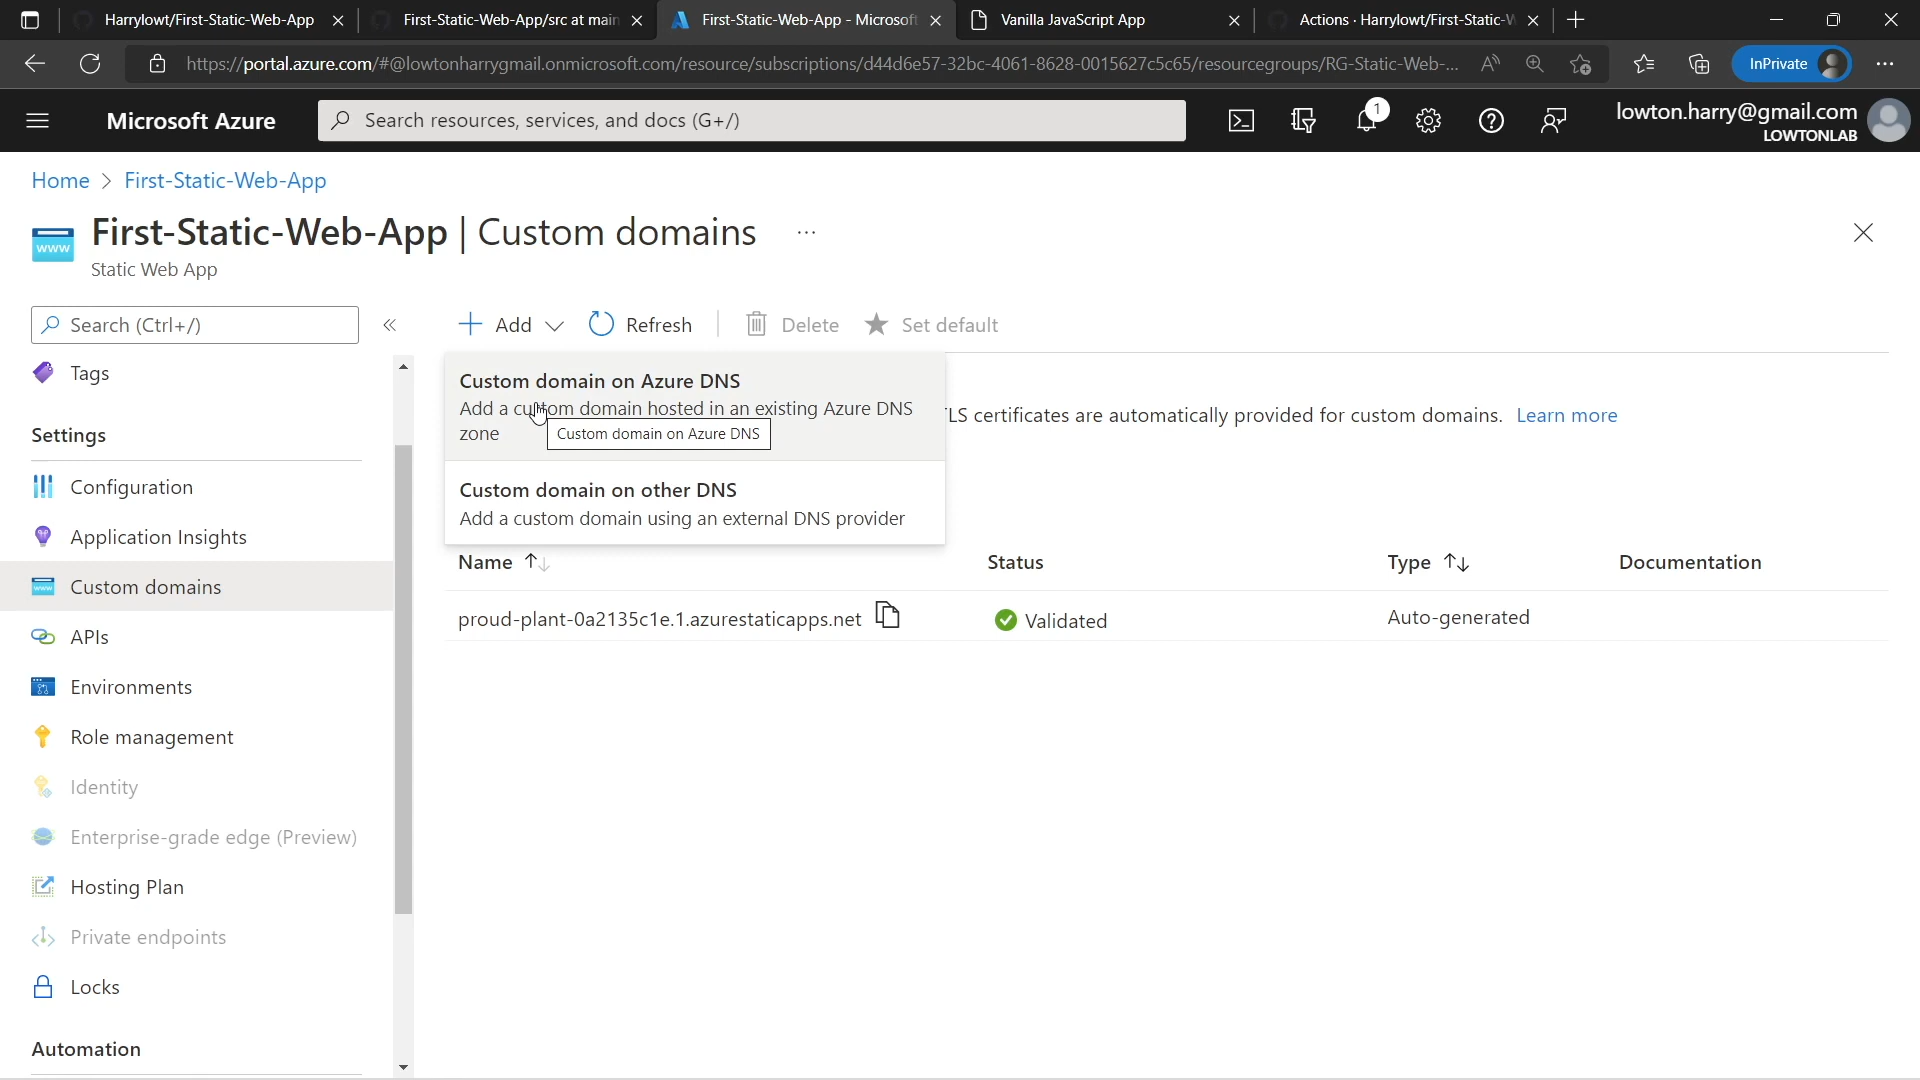 Harrylowt/First-Static-Web-App
First-Static-Web-App/src at main
First-Static-Web-App - Microsoft
Vanilla JavaScript App
Actions · Harrylowt/First-Static-W
https://portal.azure.com/#@lowtonharrygmail.onmicrosoft.com/resource/subscriptions/d44d6e57-32bc-4061-8628-0015627c5c65/resourcegroups/RG-Static-Web-...
InPrivate
Microsoft Azure
Search resources, services, and docs (G+/)
1
lowton.harry@gmail.com
LOWTONLAB
Home > First-Static-Web-App
www
First-Static-Web-App | Custom domains ...
Static Web App
Search (Ctrl+/)
«
Add
Refresh
Delete
Set default
Tags
Settings
Configuration
Application Insights
Custom domains
APIs
Environments
Role management
Identity
Enterprise-grade edge (Preview)
Hosting Plan
Private endpoints
Locks
Automation
Custom domain on Azure DNS
Add a custom domain hosted in an existing Azure DNS
zone
Custom domain on Azure DNS
Custom domain on other DNS
Add a custom domain using an external DNS provider
LS certificates are automatically provided for custom domains. Learn more
Name
Status
Type
Documentation
proud-plant-0a2135c1e.1.azurestaticapps.net
Validated
Auto-generated